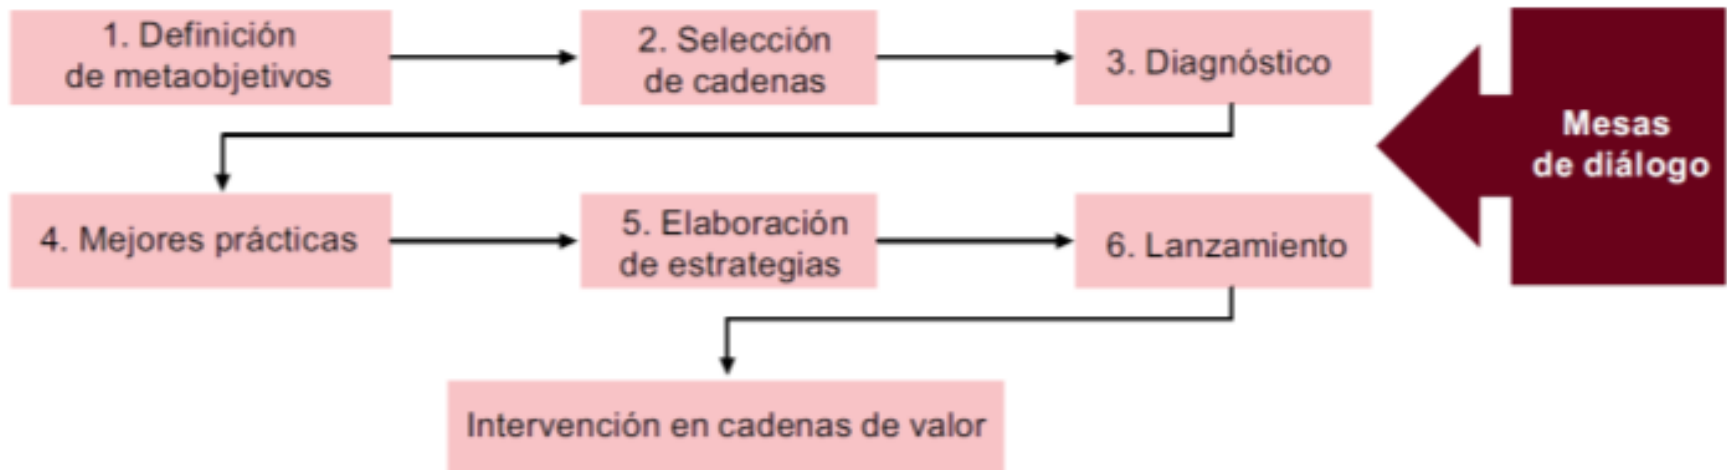 1. Definición
de metaobjetivos
2. Selección
de cadenas
3. Diagnóstico
Mesas
de diálogo
4. Mejores prácticas
5. Elaboración
de estrategias
6. Lanzamiento
Intervención en cadenas de valor